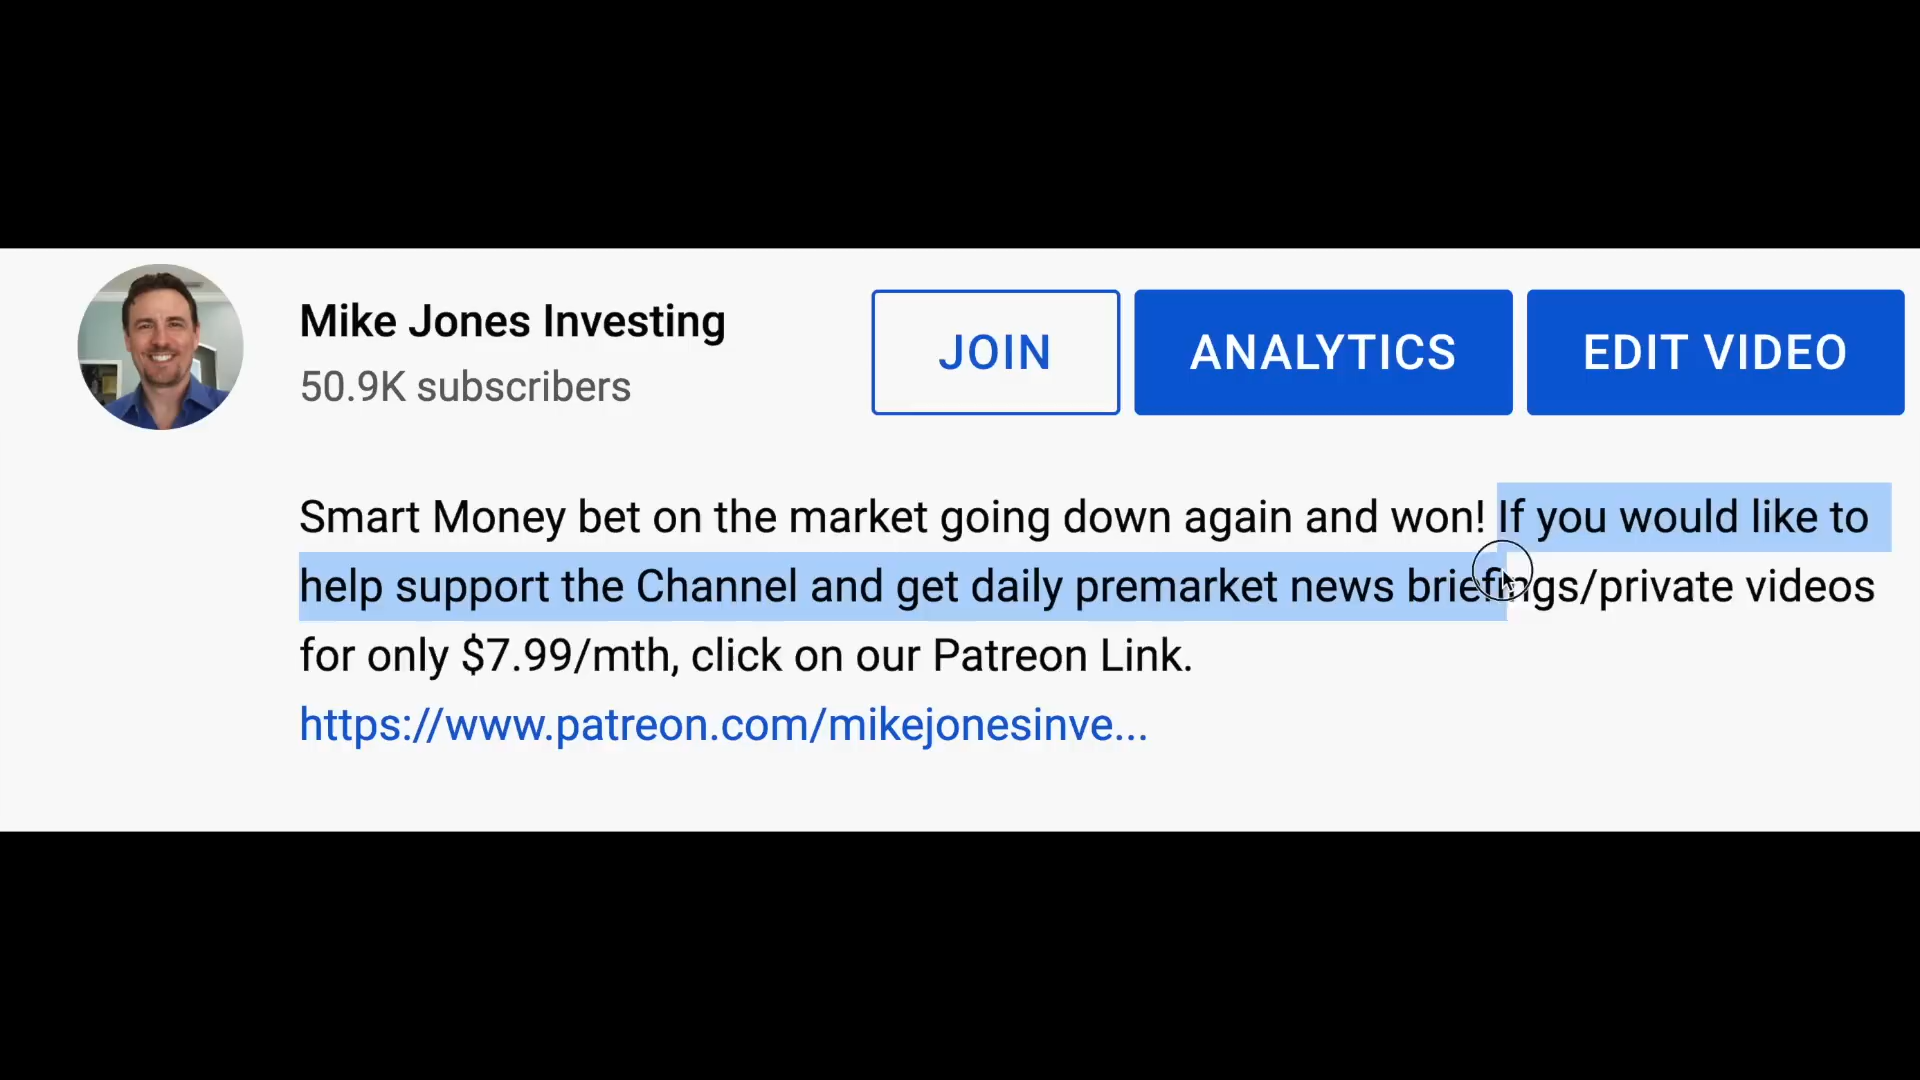 Mike Jones Investing
50.9K subscribers
JOIN
ANALYTICS
EDIT VIDEO
Smart Money bet on the market going down again and won! If you would like to
help support the Channel and get daily premarket news briefings/private videos
for only $7.99/mth, click on our Patreon Link.
https://www.patreon.com/mikejonesinve...